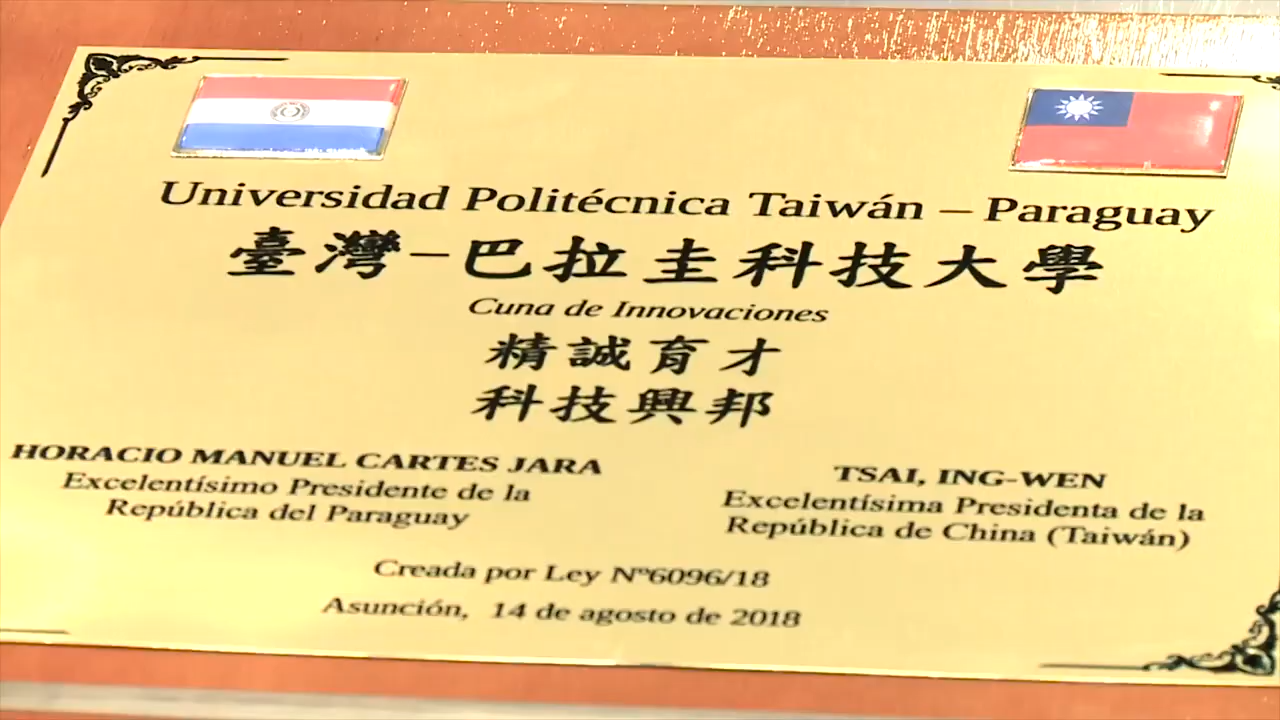 Universidad Politécnica Taiwán – Paraguay
臺灣–巴拉圭科技大學
Cuna de Innovaciones
精誠育才
科技興邦
HORACIO MANUEL CARTES JARA
Excelentísimo Presidente de la
República del Paraguay
TSAI, ING-WEN
Excelentísima Presidenta de la
República de China (Taiwán)
Creada por Ley Nº6096/18
Asunción, 14 de agosto de 2018